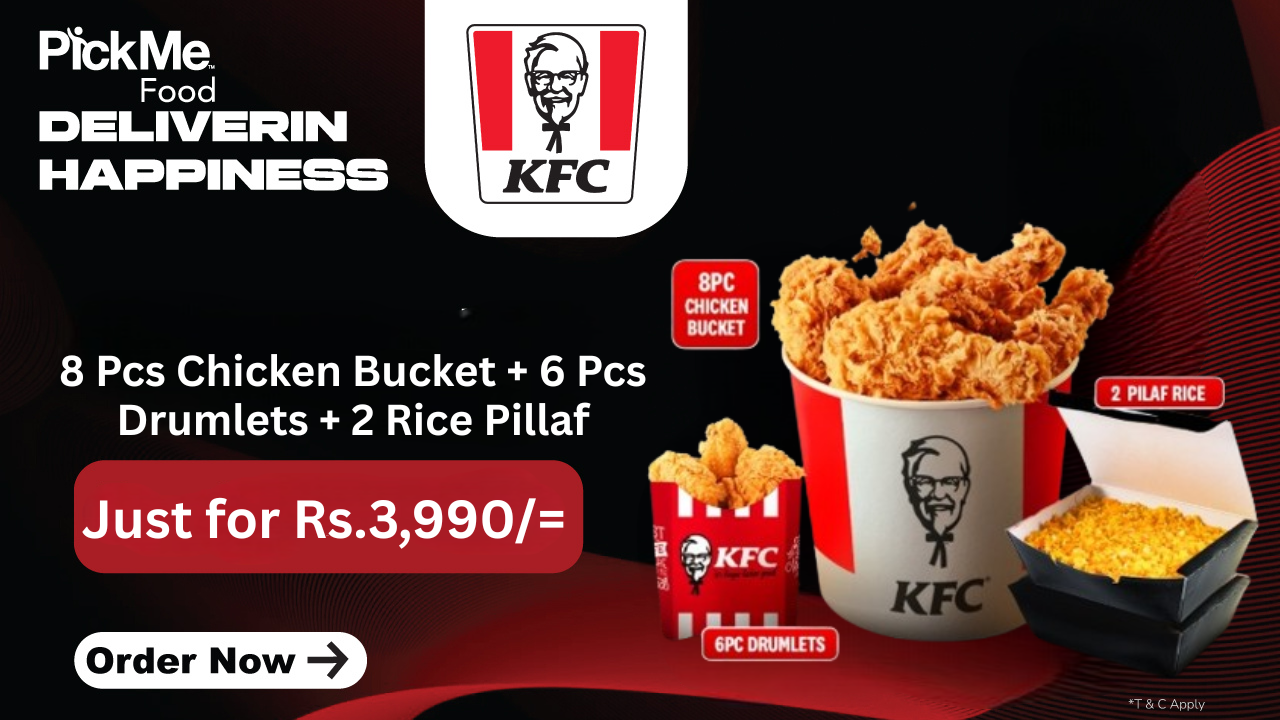 PickMe
Food
DELIVERIN
HAPPINESS
KFC
8PC
CHICKEN
BUCKET
8 Pcs Chicken Bucket + 6 Pcs
Drumlets + 2 Rice Pillaf
2 PILAF RICE
Just for Rs.3,990/=
KFC
KFC
6PC DRUMLETS
Order Now
*T & C Apply